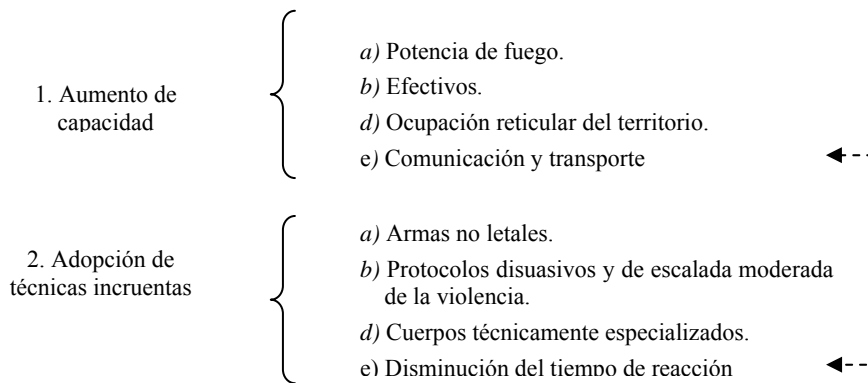 1. Aumento de
capacidad
a) Potencia de fuego.
b) Efectivos.
d) Ocupación reticular del territorio.
e) Comunicación y transporte
2. Adopción de
técnicas incruentas
a) Armas no letales.
b) Protocolos disuasivos y de escalada moderada
de la violencia.
d) Cuerpos técnicamente especializados.
e) Disminución del tiempo de reacción